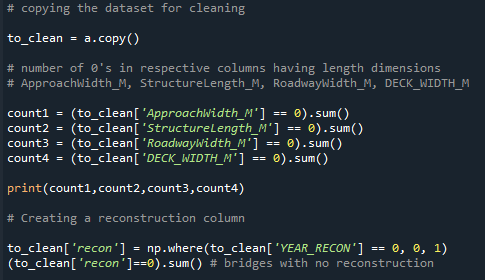 # copying the dataset for cleaning
to_clean = a.copy()
# number of 0's in respective columns having length dimensions
# ApproachWidth_M, StructureLength_M, RoadwayWidth_M, DECK_WIDTH_M
count1 = (to_clean['ApproachWidth_M'] == 0).sum()
count2 = (to_clean['StructureLength_M'] == 0).sum()
count3 = (to_clean['RoadwayWidth_M'] == 0).sum()
count4 = (to_clean['DECK_WIDTH_M'] == 0).sum()
print(count1,count2,count3,count4)
# Creating a reconstruction column
to_clean['recon'] = np.where(to_clean['YEAR_RECON'] == 0, 0, 1)
(to_clean['recon']==0).sum() # bridges with no reconstruction